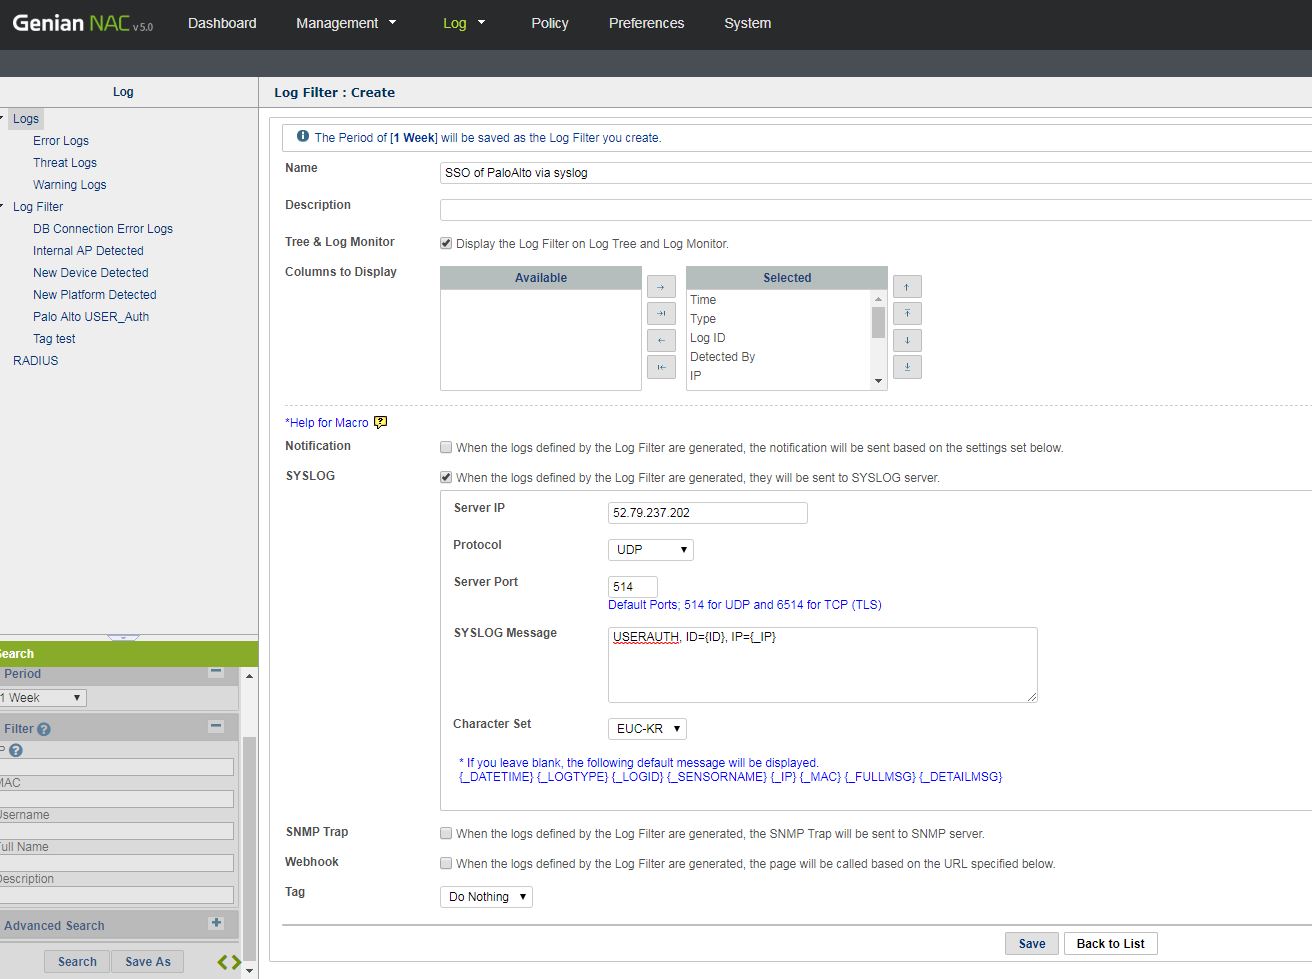 Genian NAC v 5.0
Dashboard
Management
Log
Policy
Preferences
System
Log
Logs
Error Logs
Threat Logs
Warning Logs
Log Filter
DB Connection Error Logs
Internal AP Detected
New Device Detected
New Platform Detected
Palo Alto USER_Auth
Tag test
RADIUS
Log Filter : Create
The Period of [1 Week] will be saved as the Log Filter you create.
Name
SSO of PaloAlto via syslog
Description
Tree & Log Monitor
Display the Log Filter on Log Tree and Log Monitor.
Columns to Display
Available
Selected
Time
Type
Log ID
Detected By
IP
*Help for Macro
Notification
When the logs defined by the Log Filter are generated, the notification will be sent based on the settings set below.
SYSLOG
When the logs defined by the Log Filter are generated, they will be sent to SYSLOG server.
Server IP
52.79.237.202
Protocol
UDP
Server Port
514
Default Ports; 514 for UDP and 6514 for TCP (TLS)
SYSLOG Message
USERAUTH, ID={ID}, IP={_IP}
Character Set
EUC-KR
* If you leave blank, the following default message will be displayed.
{_DATETIME} {_LOGTYPE} {_LOGID} {_SENSORNAME} {_IP} {_MAC} {_FULLMSG} {_DETAILMSG}
SNMP Trap
When the logs defined by the Log Filter are generated, the SNMP Trap will be sent to SNMP server.
Webhook
When the logs defined by the Log Filter are generated, the page will be called based on the URL specified below.
Tag
Do Nothing
Save
Back to List
earch
Period
1 Week
Filter
P
MAC
Username
ull Name
Description
Advanced Search
Search
Save As